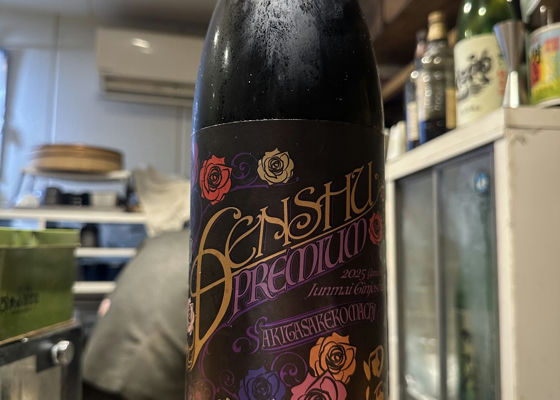 SENSHU
PREMIUM
2025
Junmai Ginjo
AKITASAKEKOMACHI